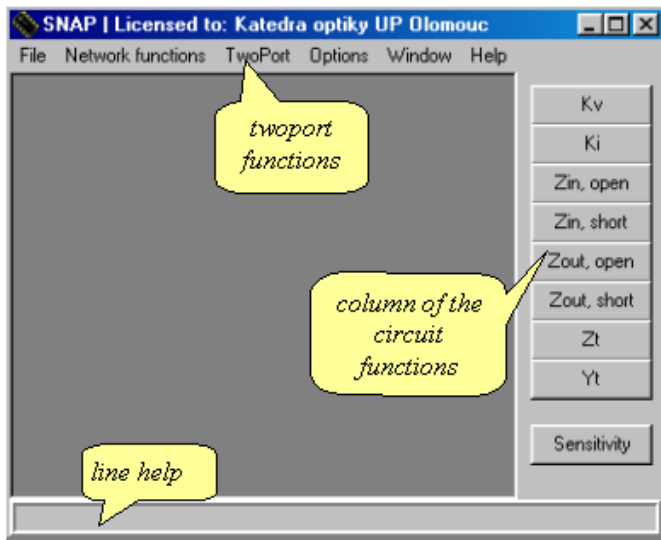 SNAP | Licensed to: Katedra optiky UP Olomouc
File Network functions TwoPort Options Window Help
twoport
functions
Kv
Ki
Zin, open
Zin, short
Zout, open
Zout, short
Zt
Yt
column of the
circuit
functions
Sensitivity
line help